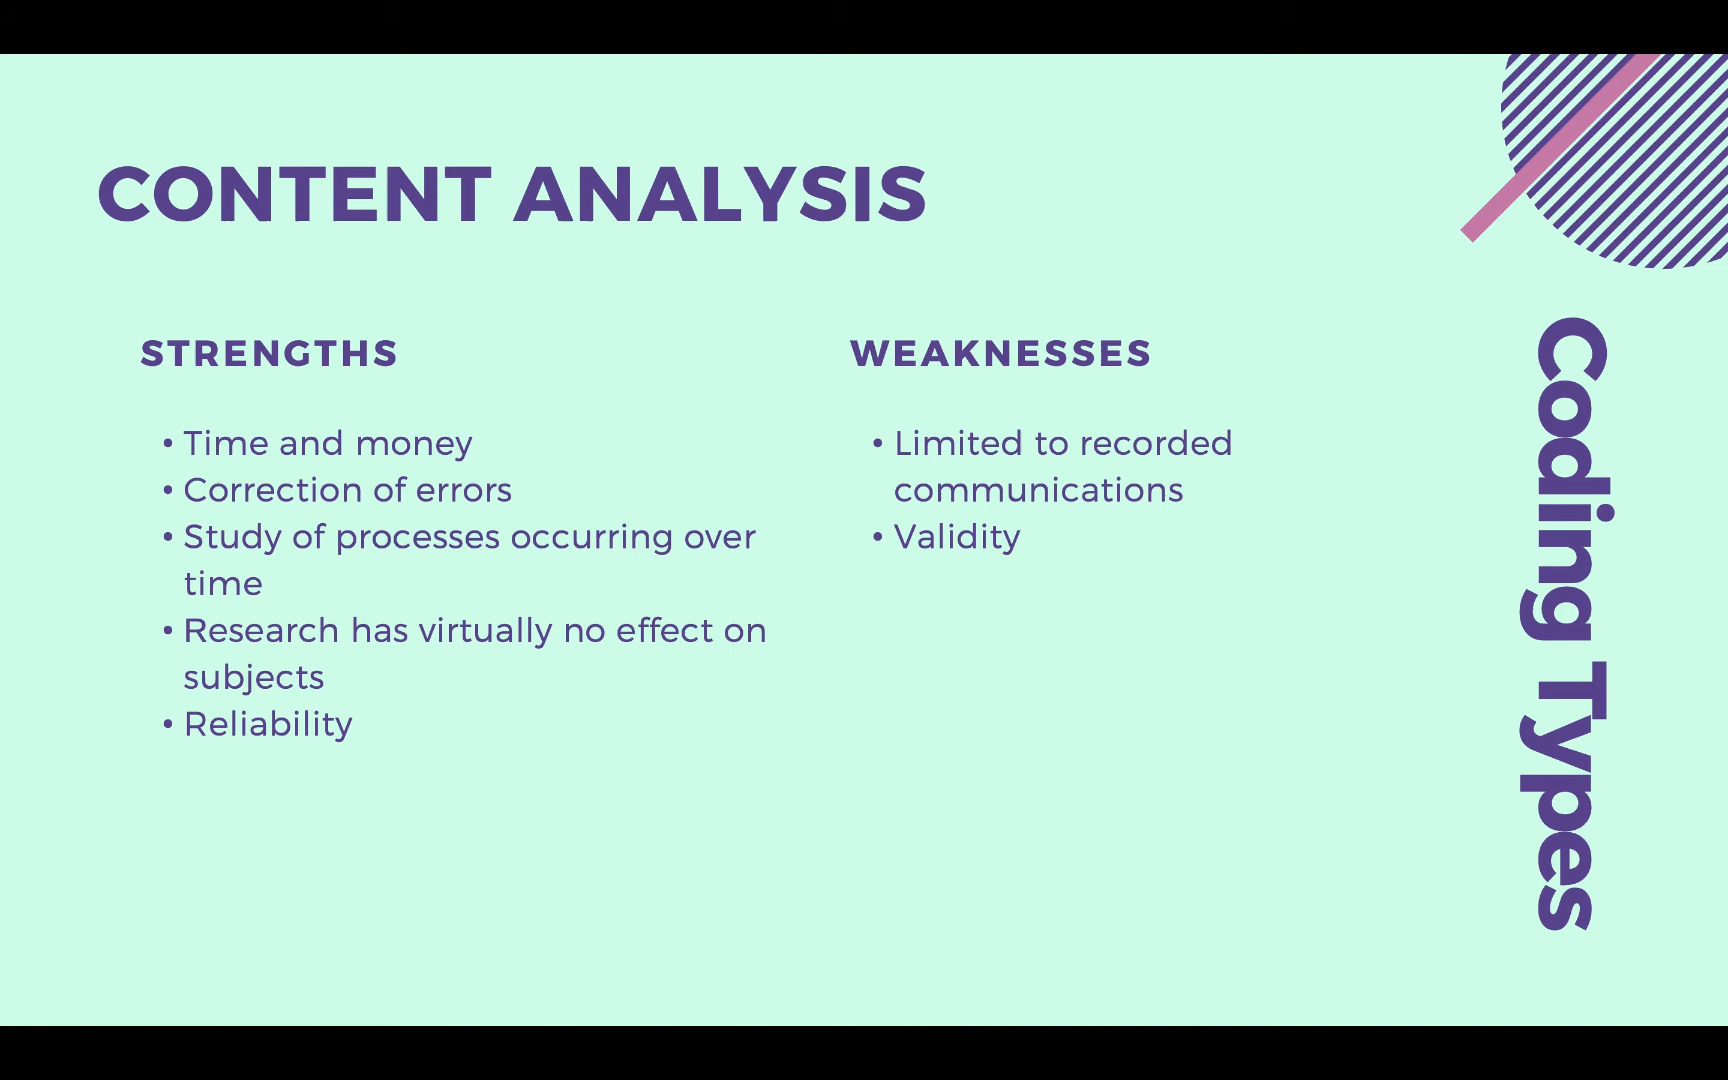 CONTENT ANALYSIS
STRENGTHS
• Time and money
• Correction of errors
• Study of processes occurring over
time
• Research has virtually no effect on
subjects
• Reliability
WEAKNESSES
• Limited to recorded
communications
• Validity
Coding Types